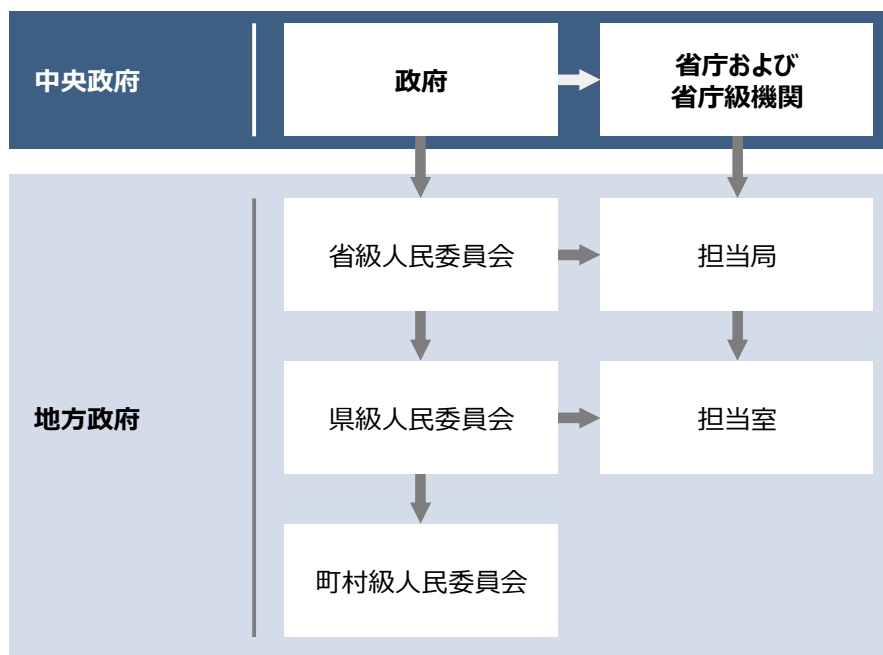 中央政府
政府
省庁および
省庁級機関
省級人民委員会
担当局
地方政府
県級人民委員会
担当室
町村級人民委員会